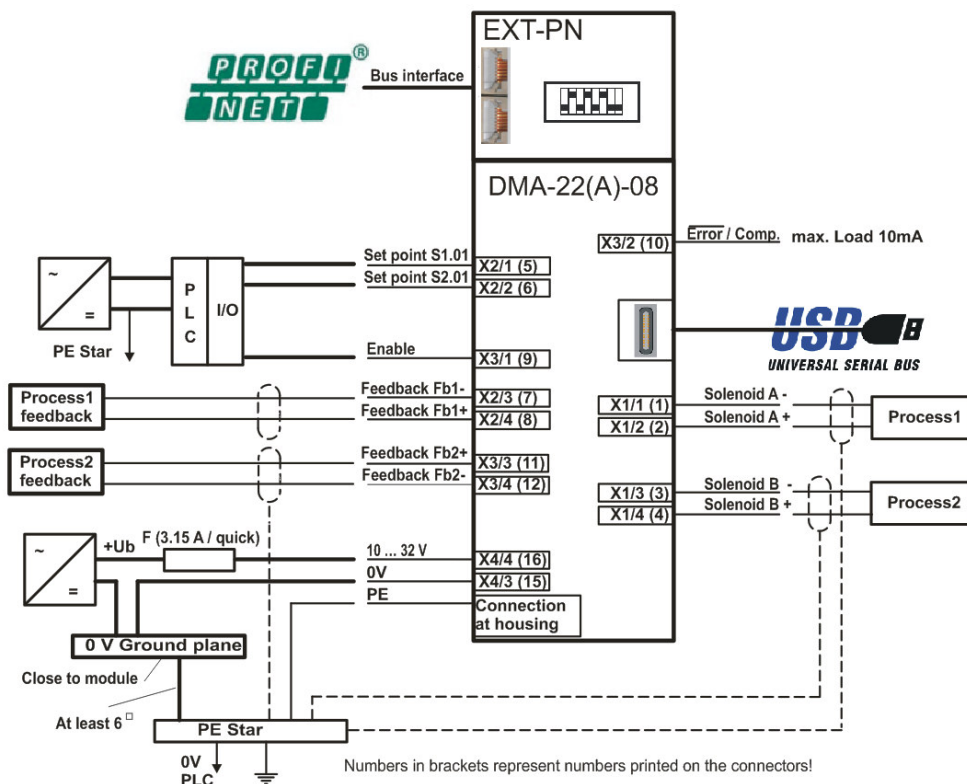 EXT-PN
PROFI®
NET
Bus interface
DMA-22(A)-08
X3/2 (10)
Error / Comp.
max. Load 10mA
~
=
PE Star
P
L
C
I/O
Set point S1.01
X2/1 (5)
Set point S2.01
X2/2 (6)
Enable
X3/1 (9)
USB
UNIVERSAL SERIAL BUS
Process1
feedback
Feedback Fb1-
X2/3 (7)
Feedback Fb1+
X2/4 (8)
X1/1 (1)
Solenoid A -
X1/2 (2)
Solenoid A +
Process1
Process2
feedback
Feedback Fb2+
X3/3 (11)
Feedback Fb2-
X3/4 (12)
X1/3 (3)
Solenoid B -
X1/4 (4)
Solenoid B +
Process2
~
=
+Ub
F (3.15 A / quick)
10 ... 32 V
X4/4 (16)
0V
X4/3 (15)
PE
Connection
at housing
0 V Ground plane
Close to module
At least 6 □
PE Star
0V
PLC
Numbers in brackets represent numbers printed on the connectors!